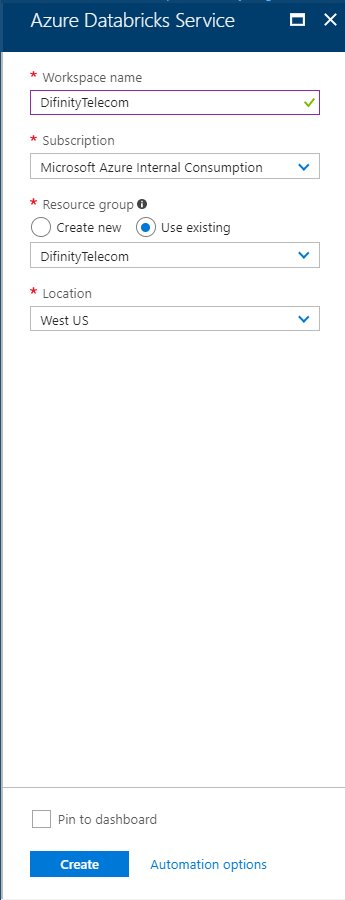 Azure Databricks Service
* Workspace name
DifinityTelecom
* Subscription
Microsoft Azure Internal Consumption
* Resource group
Create new Use existing
DifinityTelecom
* Location
West US
Pin to dashboard
Create Automation options